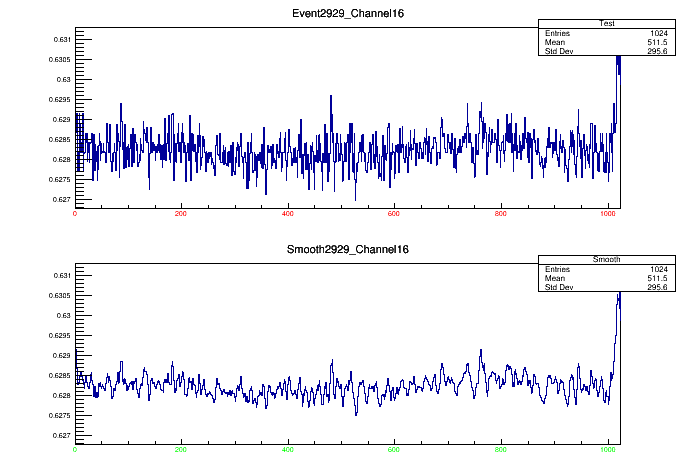 Event2929_Channel16
Test
Entries 1024
Mean 511.5
Std Dev 295.6
0.631
0.6305
0.63
0.6295
0.629
0.6285
0.628
0.6275
0.627
0 200 400 600 800 1000
Smooth2929_Channel16
Smooth
Entries 1024
Mean 511.5
Std Dev 295.6
0.631
0.6305
0.63
0.6295
0.629
0.6285
0.628
0.6275
0.627
0 200 400 600 800 1000